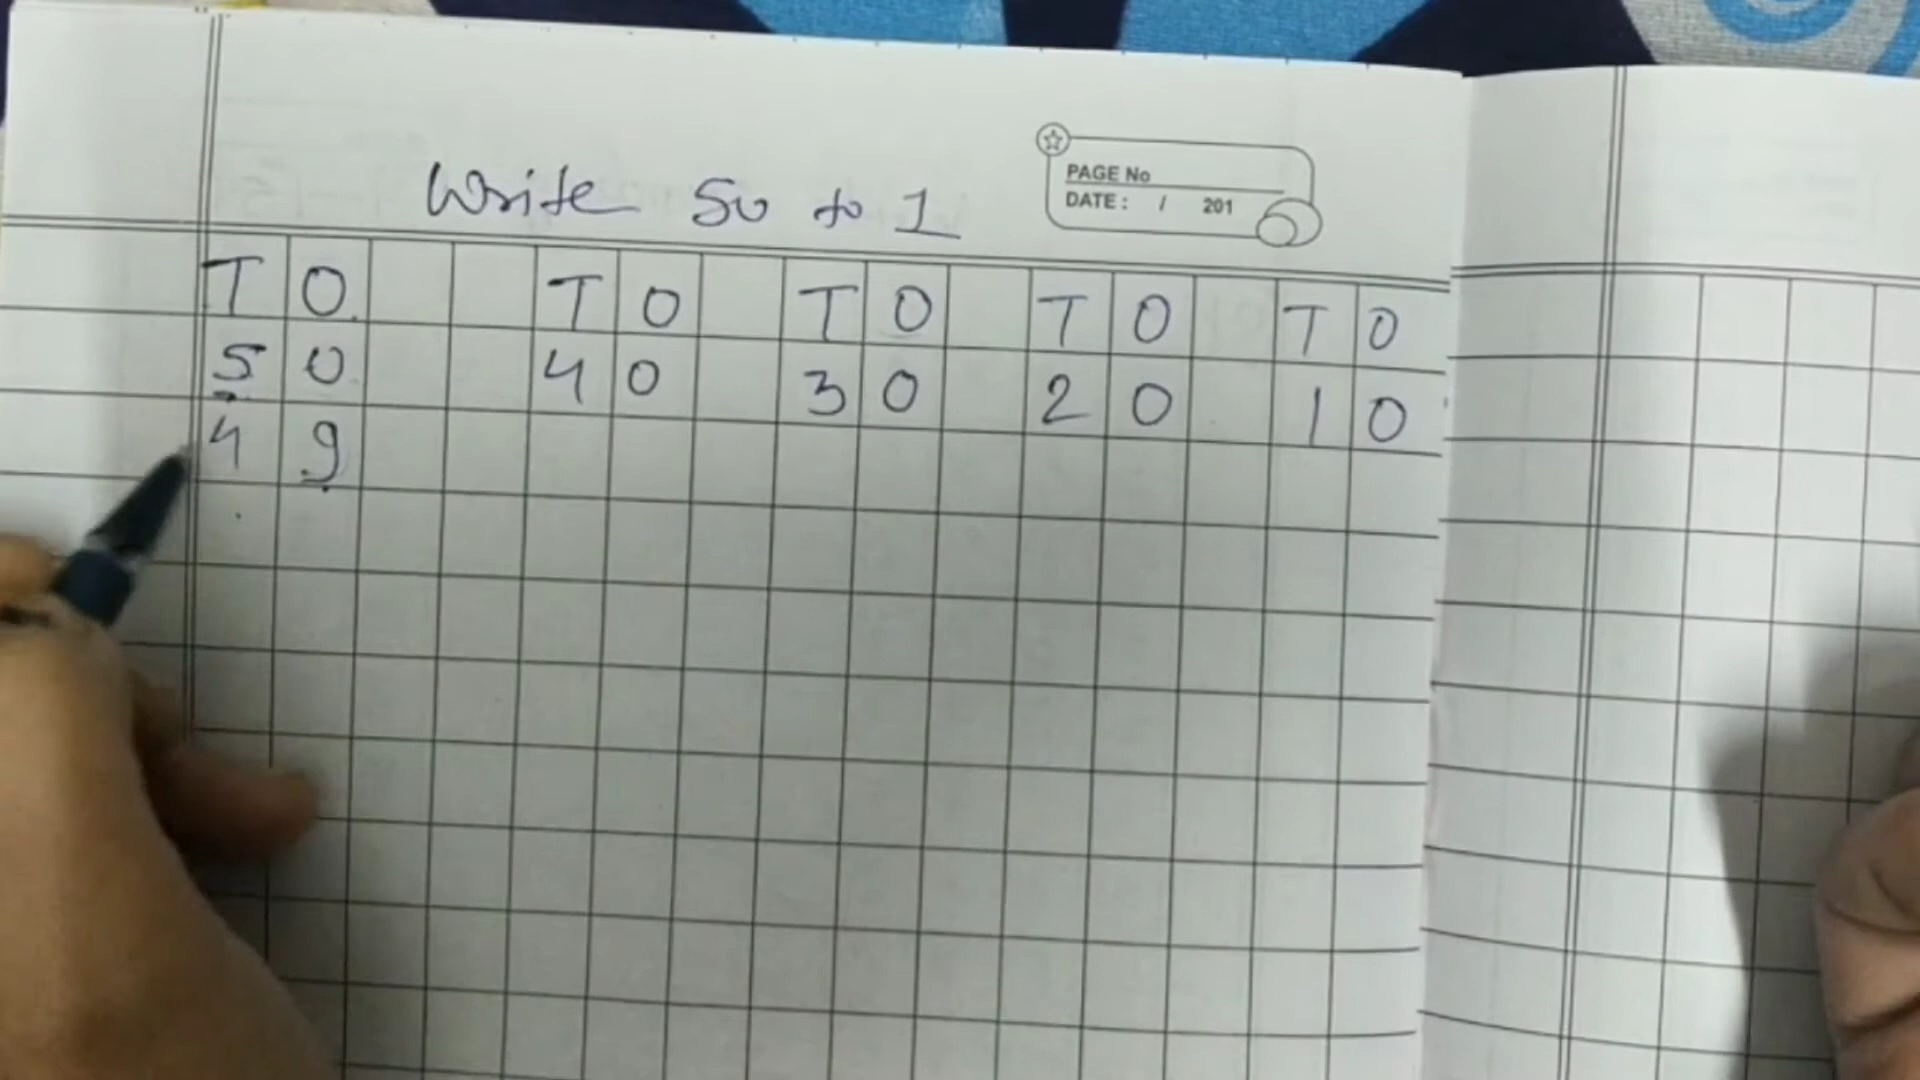 Write 50 to 1
PAGE No
DATE: / 201
T O T O T O T O T O
5 0 4 0 3 0 2 0 1 0
4 9